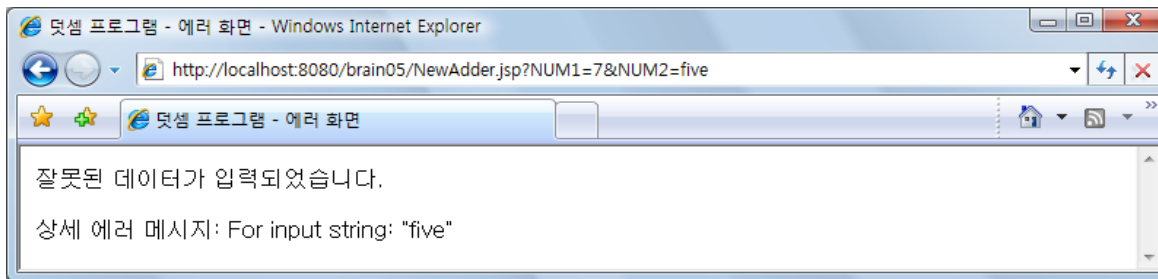 덧셈 프로그램 - 에러 화면 - Windows Internet Explorer
http://localhost:8080/brain05/NewAdder.jsp?NUM1=7&NUM2=five
덧셈 프로그램 - 에러 화면
잘못된 데이터가 입력되었습니다.
상세 에러 메시지: For input string: "five"